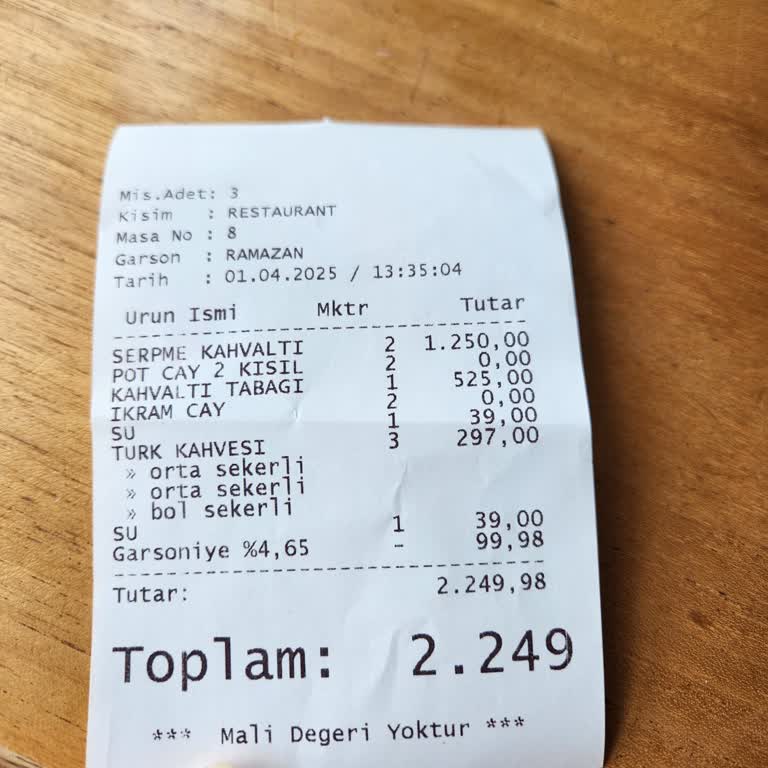 Mis.Adet: 3
Kisim : RESTAURANT
Masa No : 8
Garson : RAMAZAN
Tarih : 01.04.2025 / 13:35:04
Urun Ismi Mktr Tutar
SERPME KAHVALTI 2 1.250,00
POT CAY 2 KISIL 2 0,00
KAHVALTI TABAGI 1 525,00
IKRAM CAY 2 0,00
SU 1 39,00
TURK KAHVESI 3 297,00
» orta sekerli
» orta sekerli
» bol sekerli
SU 1 39,00
Garsoniye %4,65 - 99,98
Tutar: 2.249,98
Toplam: 2.249
*** Mali Degeri Yoktur ***